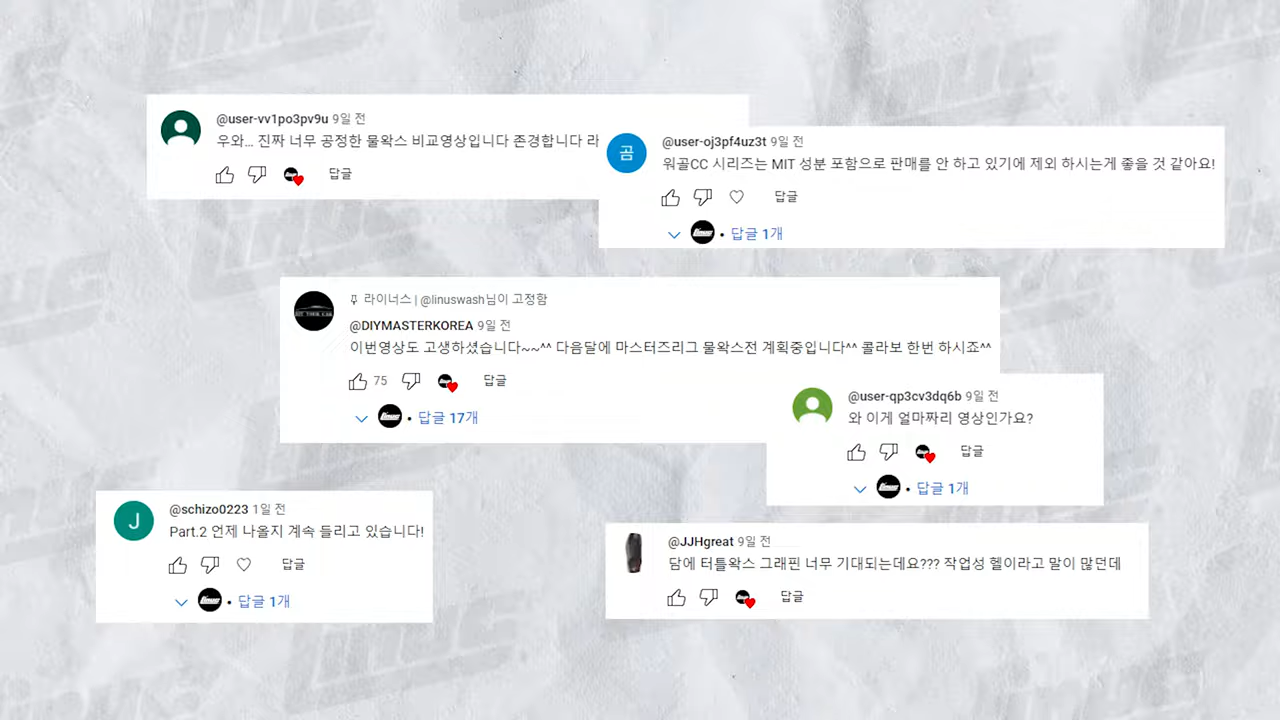 @user-vv1po3pv9u 9일 전
우와... 진짜 너무 공정한 물왁스 비교영상입니다 존경합니다 라
답글
@user-oj3pf4uz3t 9일 전
곰
워골CC 시리즈는 MIT 성분 포함으로 판매를 안 하고 있기에 제외 하시는게 좋을 것 같아요!
답글
답글 1개
라이너스 | @linuswash님이 고정함
@DIYMASTERKOREA 9일 전
이번영상도 고생하셨습니다~~^^ 다음달에 마스터즈리그 물왁스전 계획중입니다^^ 콜라보 한번 하시죠^^
75 답글
답글 17개
@user-qp3cv3dq6b 9일 전
와 이게 얼마짜리 영상인가요?
답글
답글 1개
J
@schizo0223 1일 전
Part.2 언제 나올지 계속 들리고 있습니다!
답글
답글 1개
@JJHgreat 9일 전
담에 터틀왁스 그래핀 너무 기대되는데요??? 작업성 헬이라고 말이 많던데
답글